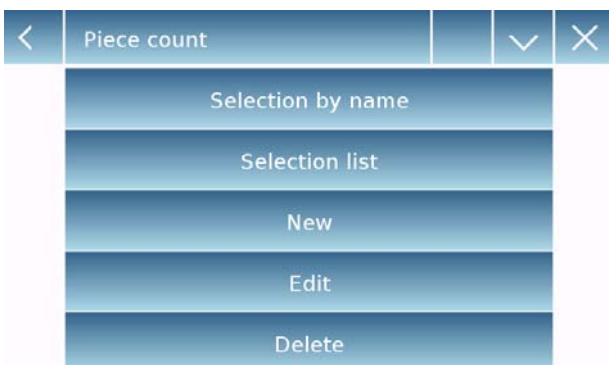 Piece count
Selection by name
Selection list
New
Edit
Delete